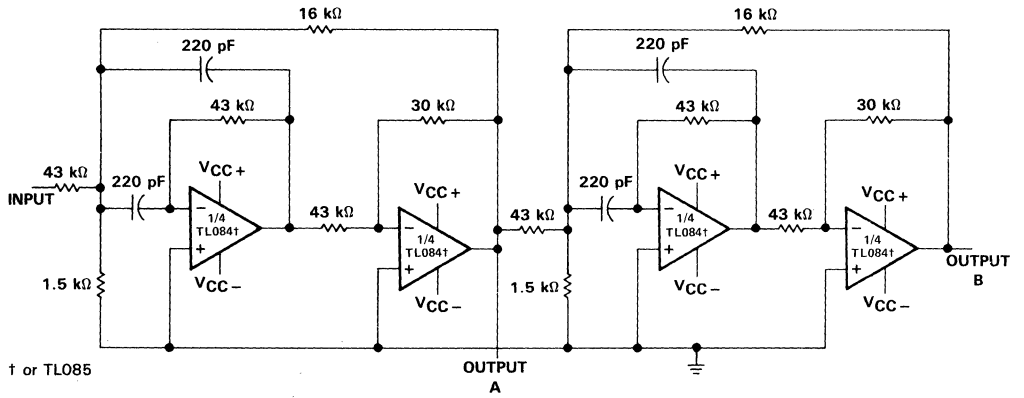 16 kΩ
16 kΩ
220 pF
220 pF
43 kΩ
30 kΩ
43 kΩ
30 kΩ
43 kΩ
INPUT
220 pF
VCC+
−
1/4
TL084†
+
VCC−
43 kΩ
VCC+
−
1/4
TL084†
+
VCC−
43 kΩ
220 pF
VCC+
−
1/4
TL084†
+
VCC−
43 kΩ
VCC+
−
1/4
TL084†
+
VCC−
1.5 kΩ
1.5 kΩ
OUTPUT
B
OUTPUT
A
† or TL085